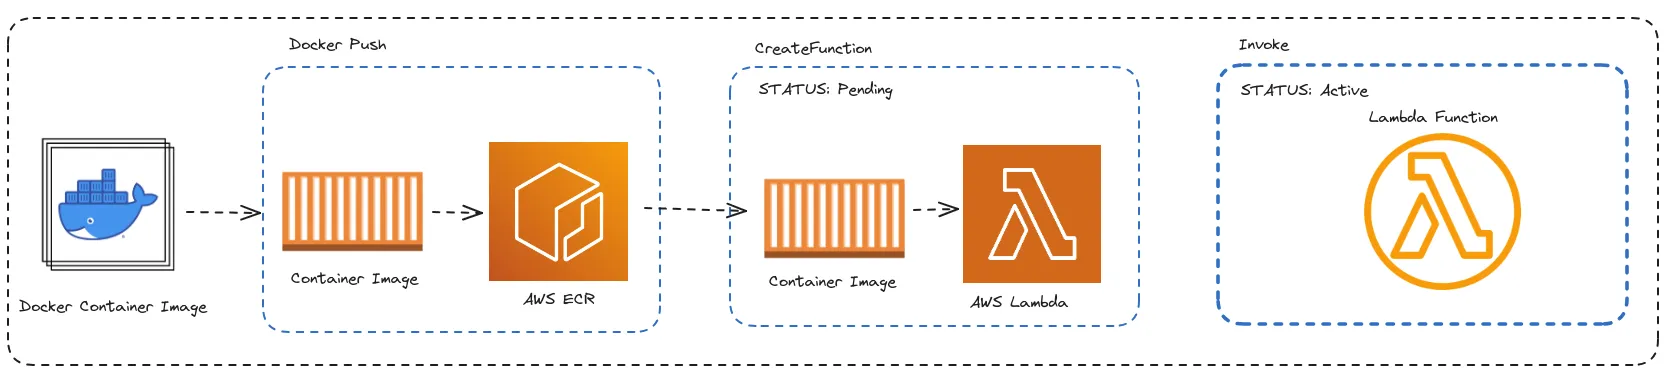 Docker Push
CreateFunction
Invoke
STATUS: Pending
STATUS: Active
Lambda Function
Container Image
Container Image
AWS ECR
AWS Lambda
Docker Container Image